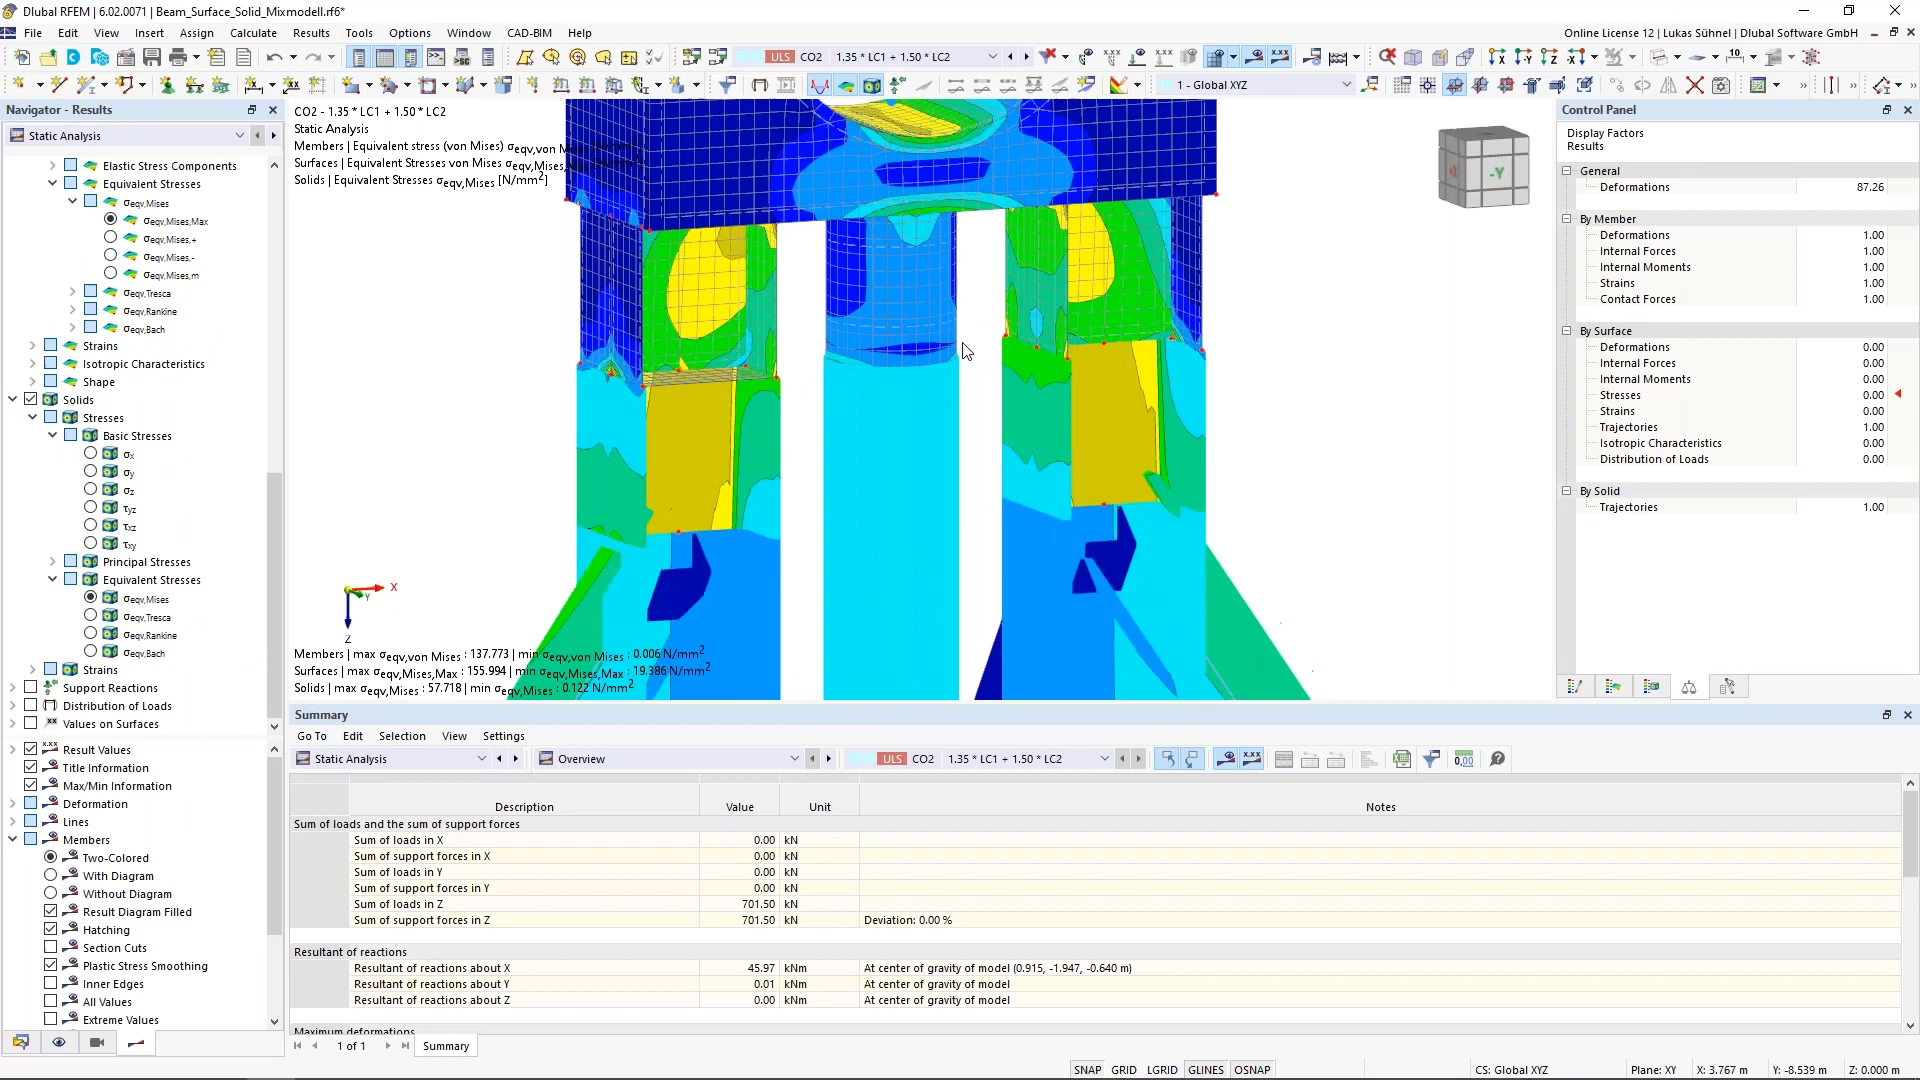 Dlubal RFEM | 6.02.0071 | Beam_Surface_Solid_Mixmodell.rf6*
File Edit View Insert Assign Calculate Results Tools Options Window CAD-BIM Help
Online License 12 | Lukas Sühnel | Dlubal Software GmbH
ULS CO2 1.35 * LC1 + 1.50 * LC2
1 - Global XYZ
Navigator - Results
Static Analysis
Elastic Stress Components
Equivalent Stresses
σeqv,Mises
σeqv,Mises,Max
σeqv,Mises,+
σeqv,Mises,-
σeqv,Mises,m
σeqv,Tresca
σeqv,Rankine
σeqv,Bach
Strains
Isotropic Characteristics
Shape
Solids
Stresses
Basic Stresses
σx
σy
σz
τyz
τxz
τxy
Principal Stresses
Equivalent Stresses
σeqv,Mises
σeqv,Tresca
σeqv,Rankine
σeqv,Bach
Strains
Support Reactions
Distribution of Loads
Values on Surfaces
Result Values
Title Information
Max/Min Information
Deformation
Lines
Members
Two-Colored
With Diagram
Without Diagram
Result Diagram Filled
Hatching
Section Cuts
Plastic Stress Smoothing
Inner Edges
All Values
Extreme Values
CO2 - 1.35 * LC1 + 1.50 * LC2
Static Analysis
Members | Equivalent stress (von Mises) σeqv,von M
Surfaces | Equivalent Stresses von Mises σeqv,Mises,
Solids | Equivalent Stresses σeqv,Mises [N/mm2]
-Y
X
Y
Z
Members | max σeqv,von Mises : 137.773 | min σeqv,von Mises : 0.006 N/mm2
Surfaces | max σeqv,Mises,Max : 155.994 | min σeqv,Mises,Max : 19.386 N/mm2
Solids | max σeqv,Mises : 57.718 | min σeqv,Mises : 0.122 N/mm2
Control Panel
Display Factors
Results
General
Deformations 87.26
By Member
Deformations 1.00
Internal Forces 1.00
Internal Moments 1.00
Strains 1.00
Contact Forces 1.00
By Surface
Deformations 0.00
Internal Forces 0.00
Internal Moments 0.00
Stresses 0.00
Strains 0.00
Trajectories 1.00
Isotropic Characteristics 0.00
Distribution of Loads 0.00
By Solid
Trajectories 1.00
Summary
Go To Edit Selection View Settings
Static Analysis Overview ULS CO2 1.35 * LC1 + 1.50 * LC2
Description Value Unit Notes
Sum of loads and the sum of support forces
Sum of loads in X 0.00 kN
Sum of support forces in X 0.00 kN
Sum of loads in Y 0.00 kN
Sum of support forces in Y 0.00 kN
Sum of loads in Z 701.50 kN
Sum of support forces in Z 701.50 kN Deviation: 0.00 %
Resultant of reactions
Resultant of reactions about X 45.97 kNm At center of gravity of model (0.915, -1.947, -0.640 m)
Resultant of reactions about Y 0.01 kNm At center of gravity of model
Resultant of reactions about Z 0.00 kNm At center of gravity of model
Maximum deformations
1 of 1 Summary
SNAP GRID LGRID GLINES OSNAP CS: Global XYZ Plane: XY X: 3.767 m Y: -8.539 m Z: 0.000 m